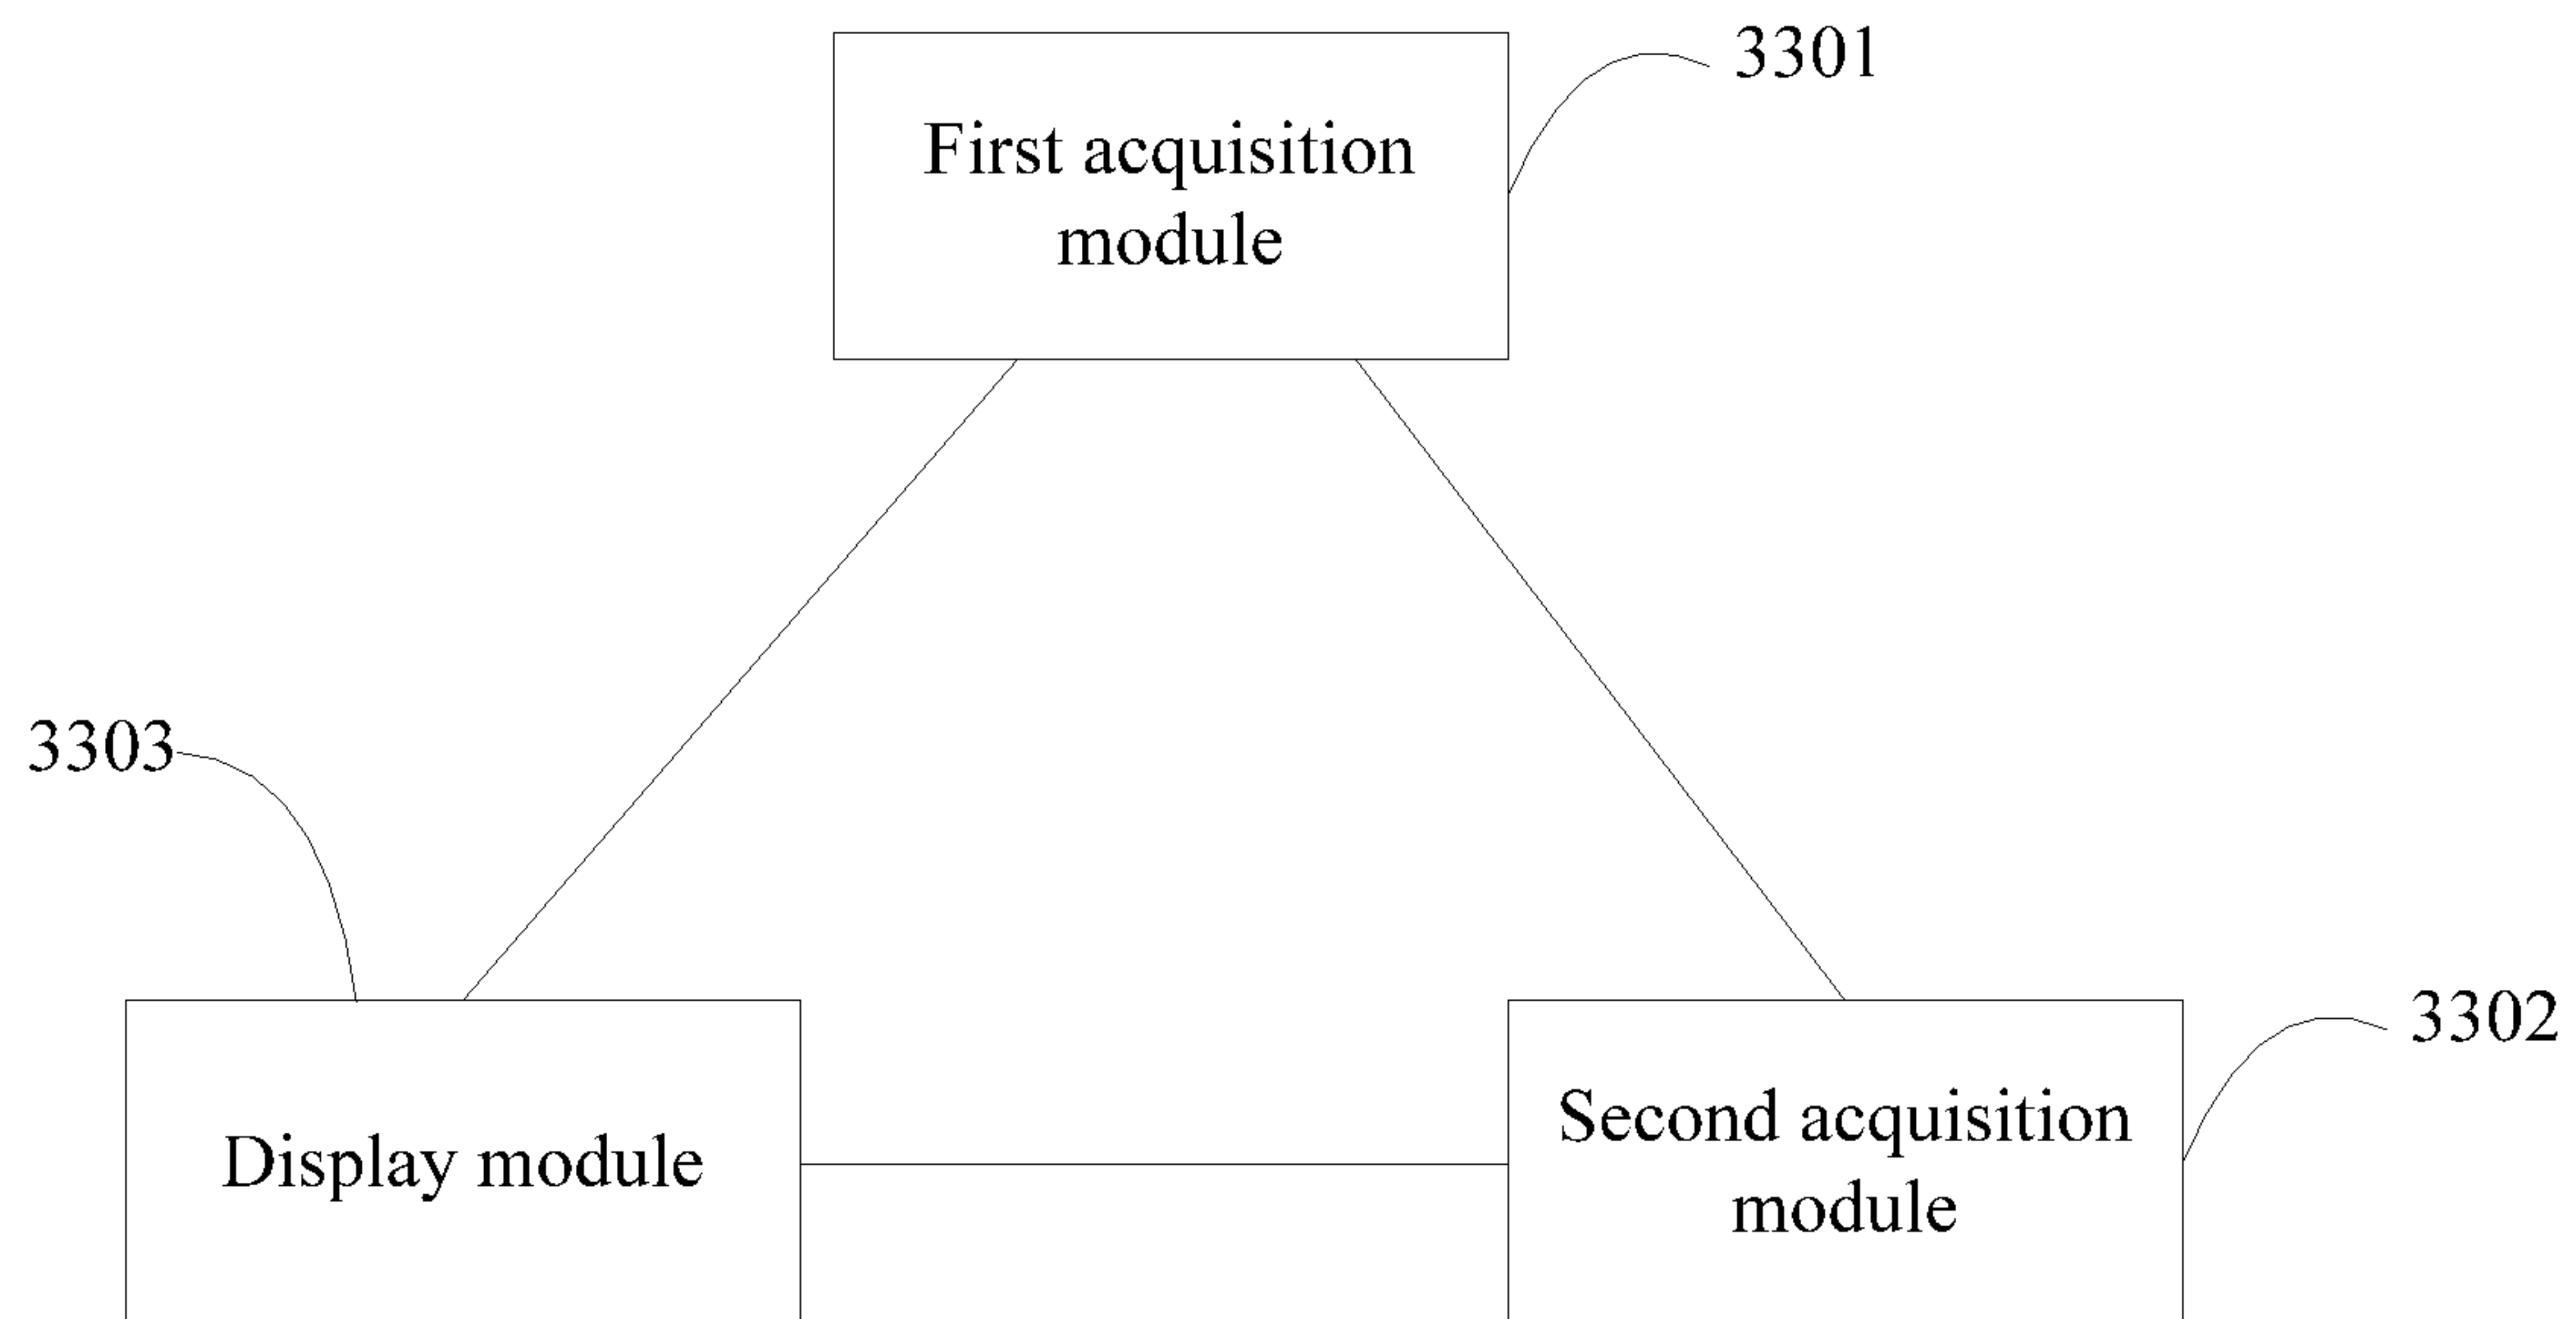 3301
First acquisition
module
3303
3302
Display module
Second acquisition
module